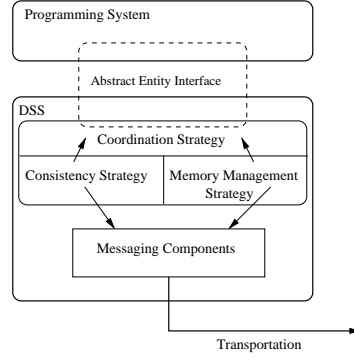 Programming System
Abstract Entity Interface
DSS
Coordination Strategy
Consistency Strategy
Memory Management
Strategy
Messaging Components
Transportation